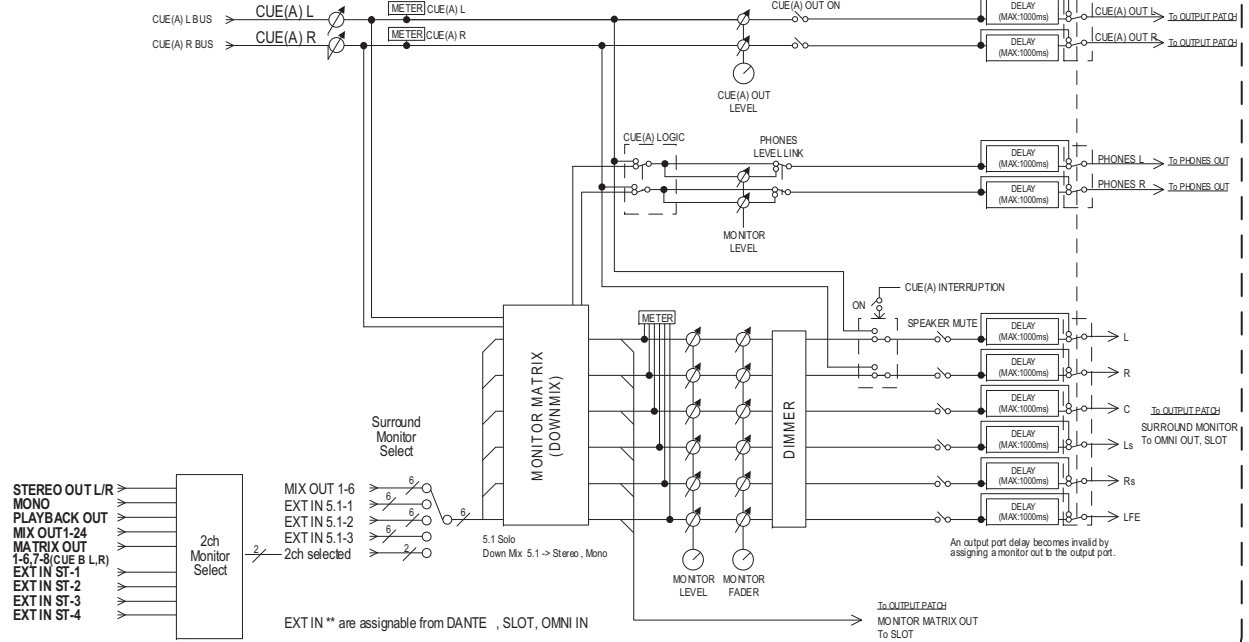 CUE(A) L BUS
CUE(A) L
METER
CUE(A) L
CUE(A) OUT ON
DELAY
(MAX:1000ms)
CUE(A) OUT L
To OUTPUT PATCH
CUE(A) R BUS
CUE(A) R
METER
CUE(A) R
DELAY
(MAX:1000ms)
CUE(A) OUT R
To OUTPUT PATCH
CUE(A) OUT
LEVEL
CUE(A) LOGIC
PHONES
LEVEL LINK
DELAY
(MAX:1000ms)
PHONES L
To PHONES OUT
DELAY
(MAX:1000ms)
PHONES R
To PHONES OUT
MONITOR
LEVEL
CUE(A) INTERRUPTION
ON
METER
SPEAKER MUTE
DELAY
(MAX:1000ms)
L
DELAY
(MAX:1000ms)
R
DELAY
(MAX:1000ms)
C
DELAY
(MAX:1000ms)
Ls
DELAY
(MAX:1000ms)
Rs
DELAY
(MAX:1000ms)
LFE
To OUTPUT PATCH
SURROUND MONITOR
To OMNI OUT, SLOT
MONITOR MATRIX
(DOWNMIX)
DIMMER
Surround
Monitor
Select
MIX OUT 1-6
6
EXT IN 5.1-1
6
EXT IN 5.1-2
6
EXT IN 5.1-3
6
2ch selected
2
6
STEREO OUT L/R
MONO
PLAYBACK OUT
MIX OUT1-24
MATRIX OUT
1-6,7-8(CUE B L,R)
EXT IN ST-1
EXT IN ST-2
EXT IN ST-3
EXT IN ST-4
2ch
Monitor
Select
2
5.1 Solo
Down Mix 5.1 -> Stereo , Mono
MONITOR
LEVEL
MONITOR
FADER
An output port delay becomes invalid by
assigning a monitor out to the output port.
EXT IN ** are assignable from DANTE , SLOT, OMNI IN
To OUTPUT PATCH
MONITOR MATRIX OUT
To SLOT